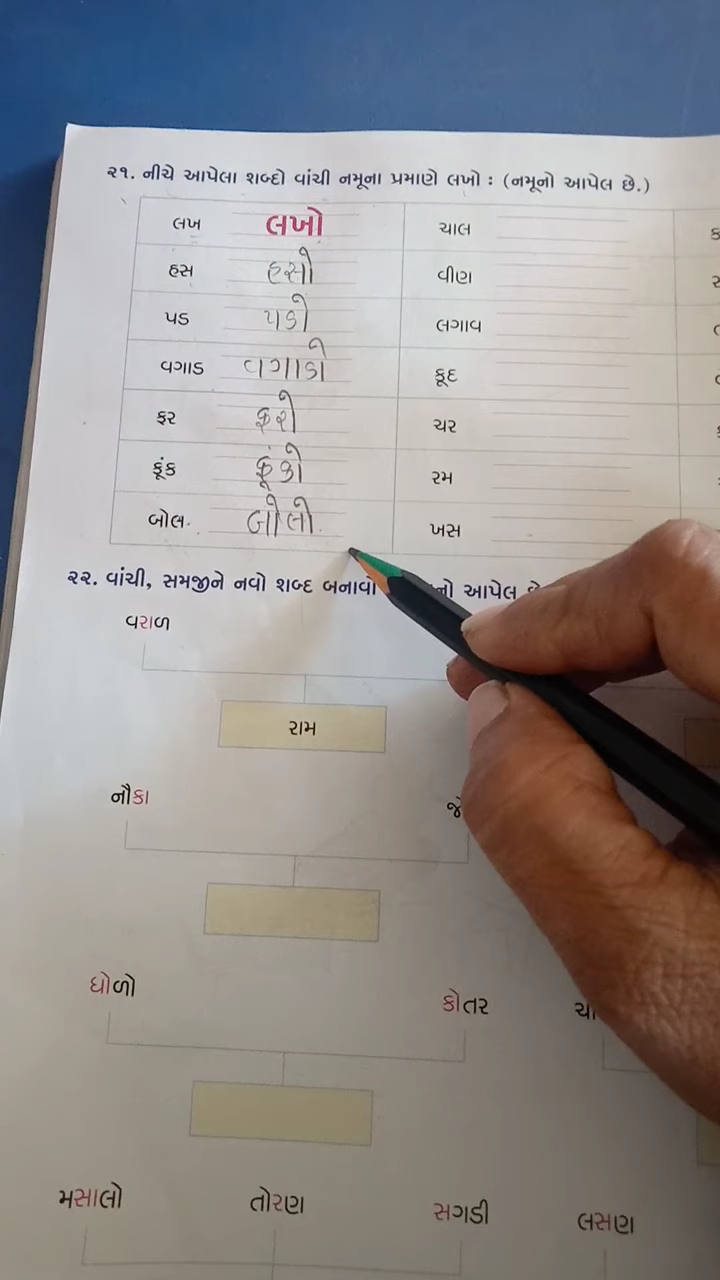 ૨૧. નીચે આપેલા શબ્દો વાંચી નમૂના પ્રમાણે લખો : (નમૂનો આપેલ છે.)
લખ લખો ચાલ
હસ હસો વીણ
પડ પડો લગાવ
વગાડ વગાડો કૂદ
ફર ફરો ચર
ફૂંક ફૂંકો રમ
બોલ બોલો ખસ
૨૨. વાંચી, સમજીને નવો શબ્દ બનાવો આપેલ
વરાળ
રામ
નૌકા
ધોળો કોતર
મસાલો તોરણ સગડી લસણ